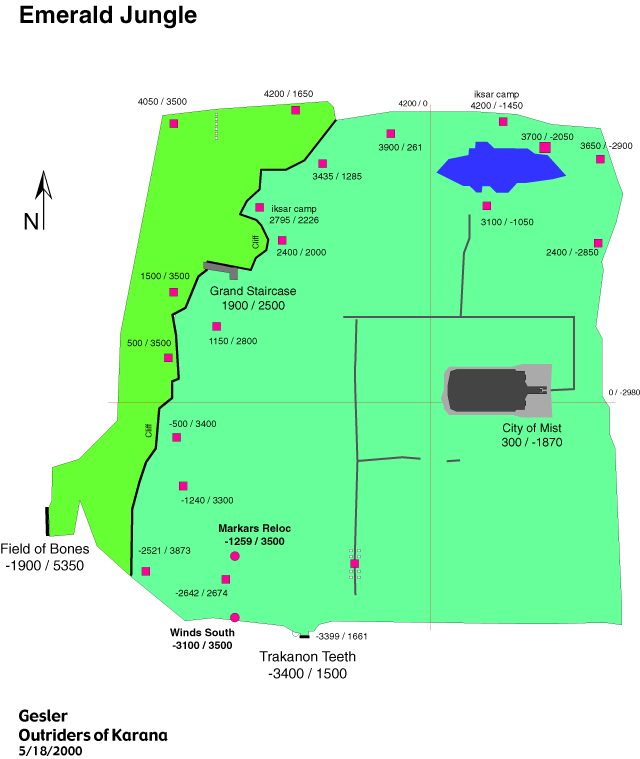 Emerald Jungle
iksar camp
4200 / 1650
4050 / 3500
4200 / 0
4200 / -1450
3700 / -2050
3650 / -2900
3900 / 261
3435 / 1285
iksar camp
2795 / 2226
3100 / -1050
N
Cliff
2400 / 2000
2400 / -2850
1500 / 3500
Grand Staircase
1900 / 2500
1150 / 2800
500 / 3500
0 / -2980
Cliff
-500 / 3400
City of Mist
300 / -1870
-1240 / 3300
Markars Reloc
-1259 / 3500
Field of Bones
-1900 / 5350
-2521 / 3873
-2642 / 2674
Winds South
-3100 / 3500
-3399 / 1661
Trakanon Teeth
-3400 / 1500
Gesler
Outriders of Karana
5/18/2000